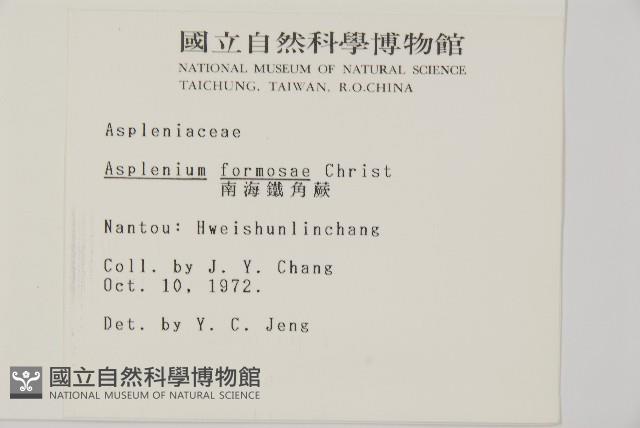 國立自然科學博物館
NATIONAL MUSEUM OF NATURAL SCIENCE
TAICHUNG, TAIWAN, R.O.CHINA
Aspleniaceae
Asplenium formosae Christ
南海鐵角蕨
Nantou: Hweishunlinchang
Coll. by J. Y. Chang
Oct. 10, 1972.
Det. by Y. C. Jeng
國立自然科學博物館
NATIONAL MUSEUM OF NATURAL SCIENCE